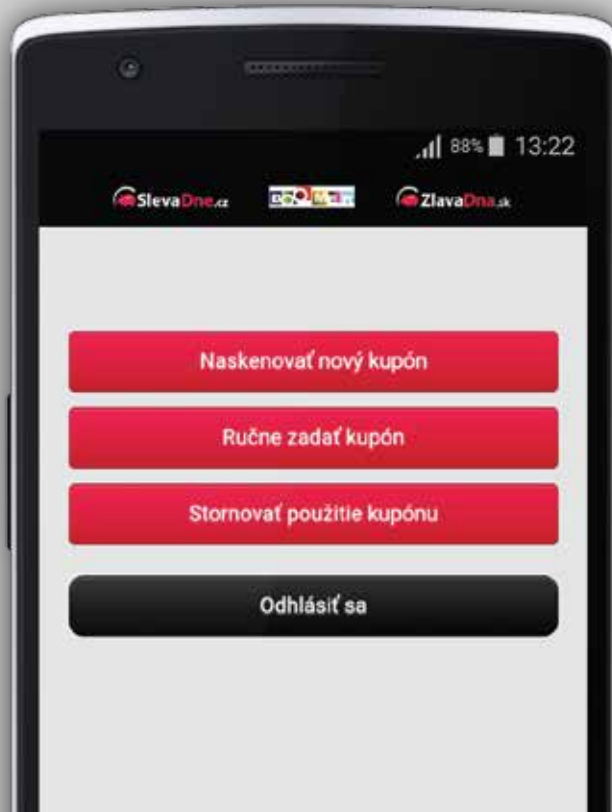 88% 13:22
SlevaDne.cz ZlavaDna.sk
Naskenovať nový kupón
Ručne zadať kupón
Stornovať použitie kupónu
Odhlásiť sa